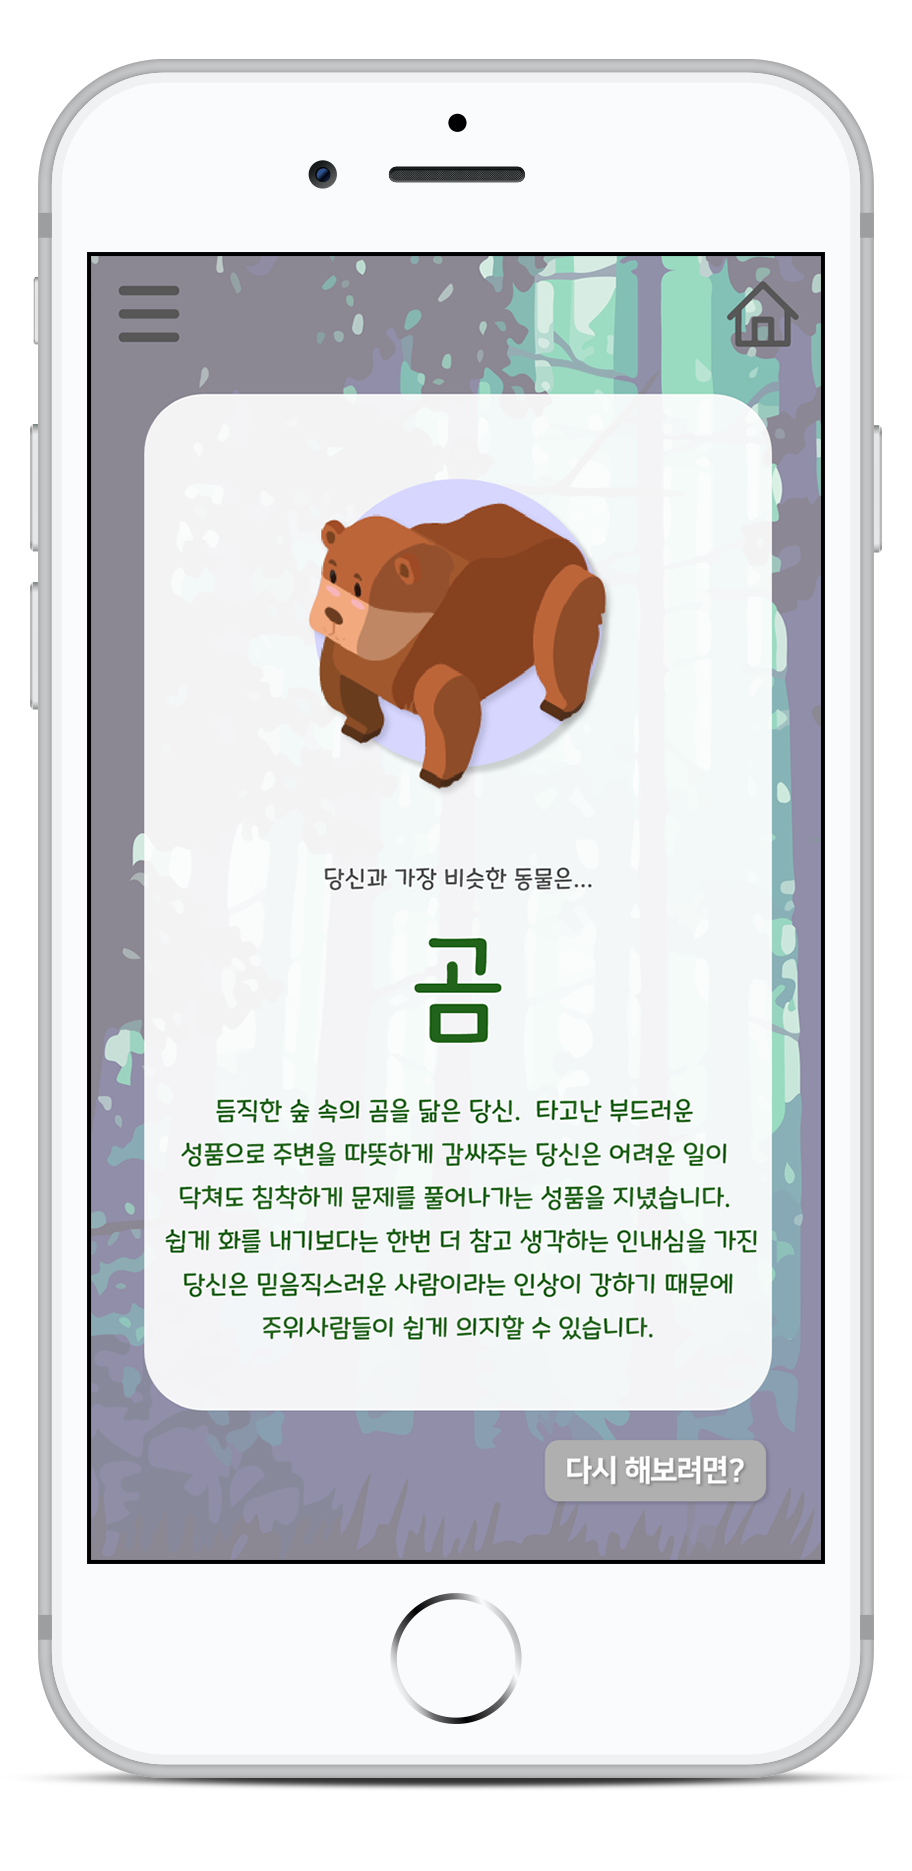 당신과 가장 비슷한 동물은...
곰
듬직한 숲 속의 곰을 닮은 당신. 타고난 부드러운
성품으로 주변을 따뜻하게 감싸주는 당신은 어려운 일이
닥쳐도 침착하게 문제를 풀어나가는 성품을 지녔습니다.
쉽게 화를 내기보다는 한번 더 참고 생각하는 인내심을 가진
당신은 믿음직스러운 사람이라는 인상이 강하기 때문에
주위사람들이 쉽게 의지할 수 있습니다.
다시 해보려면?